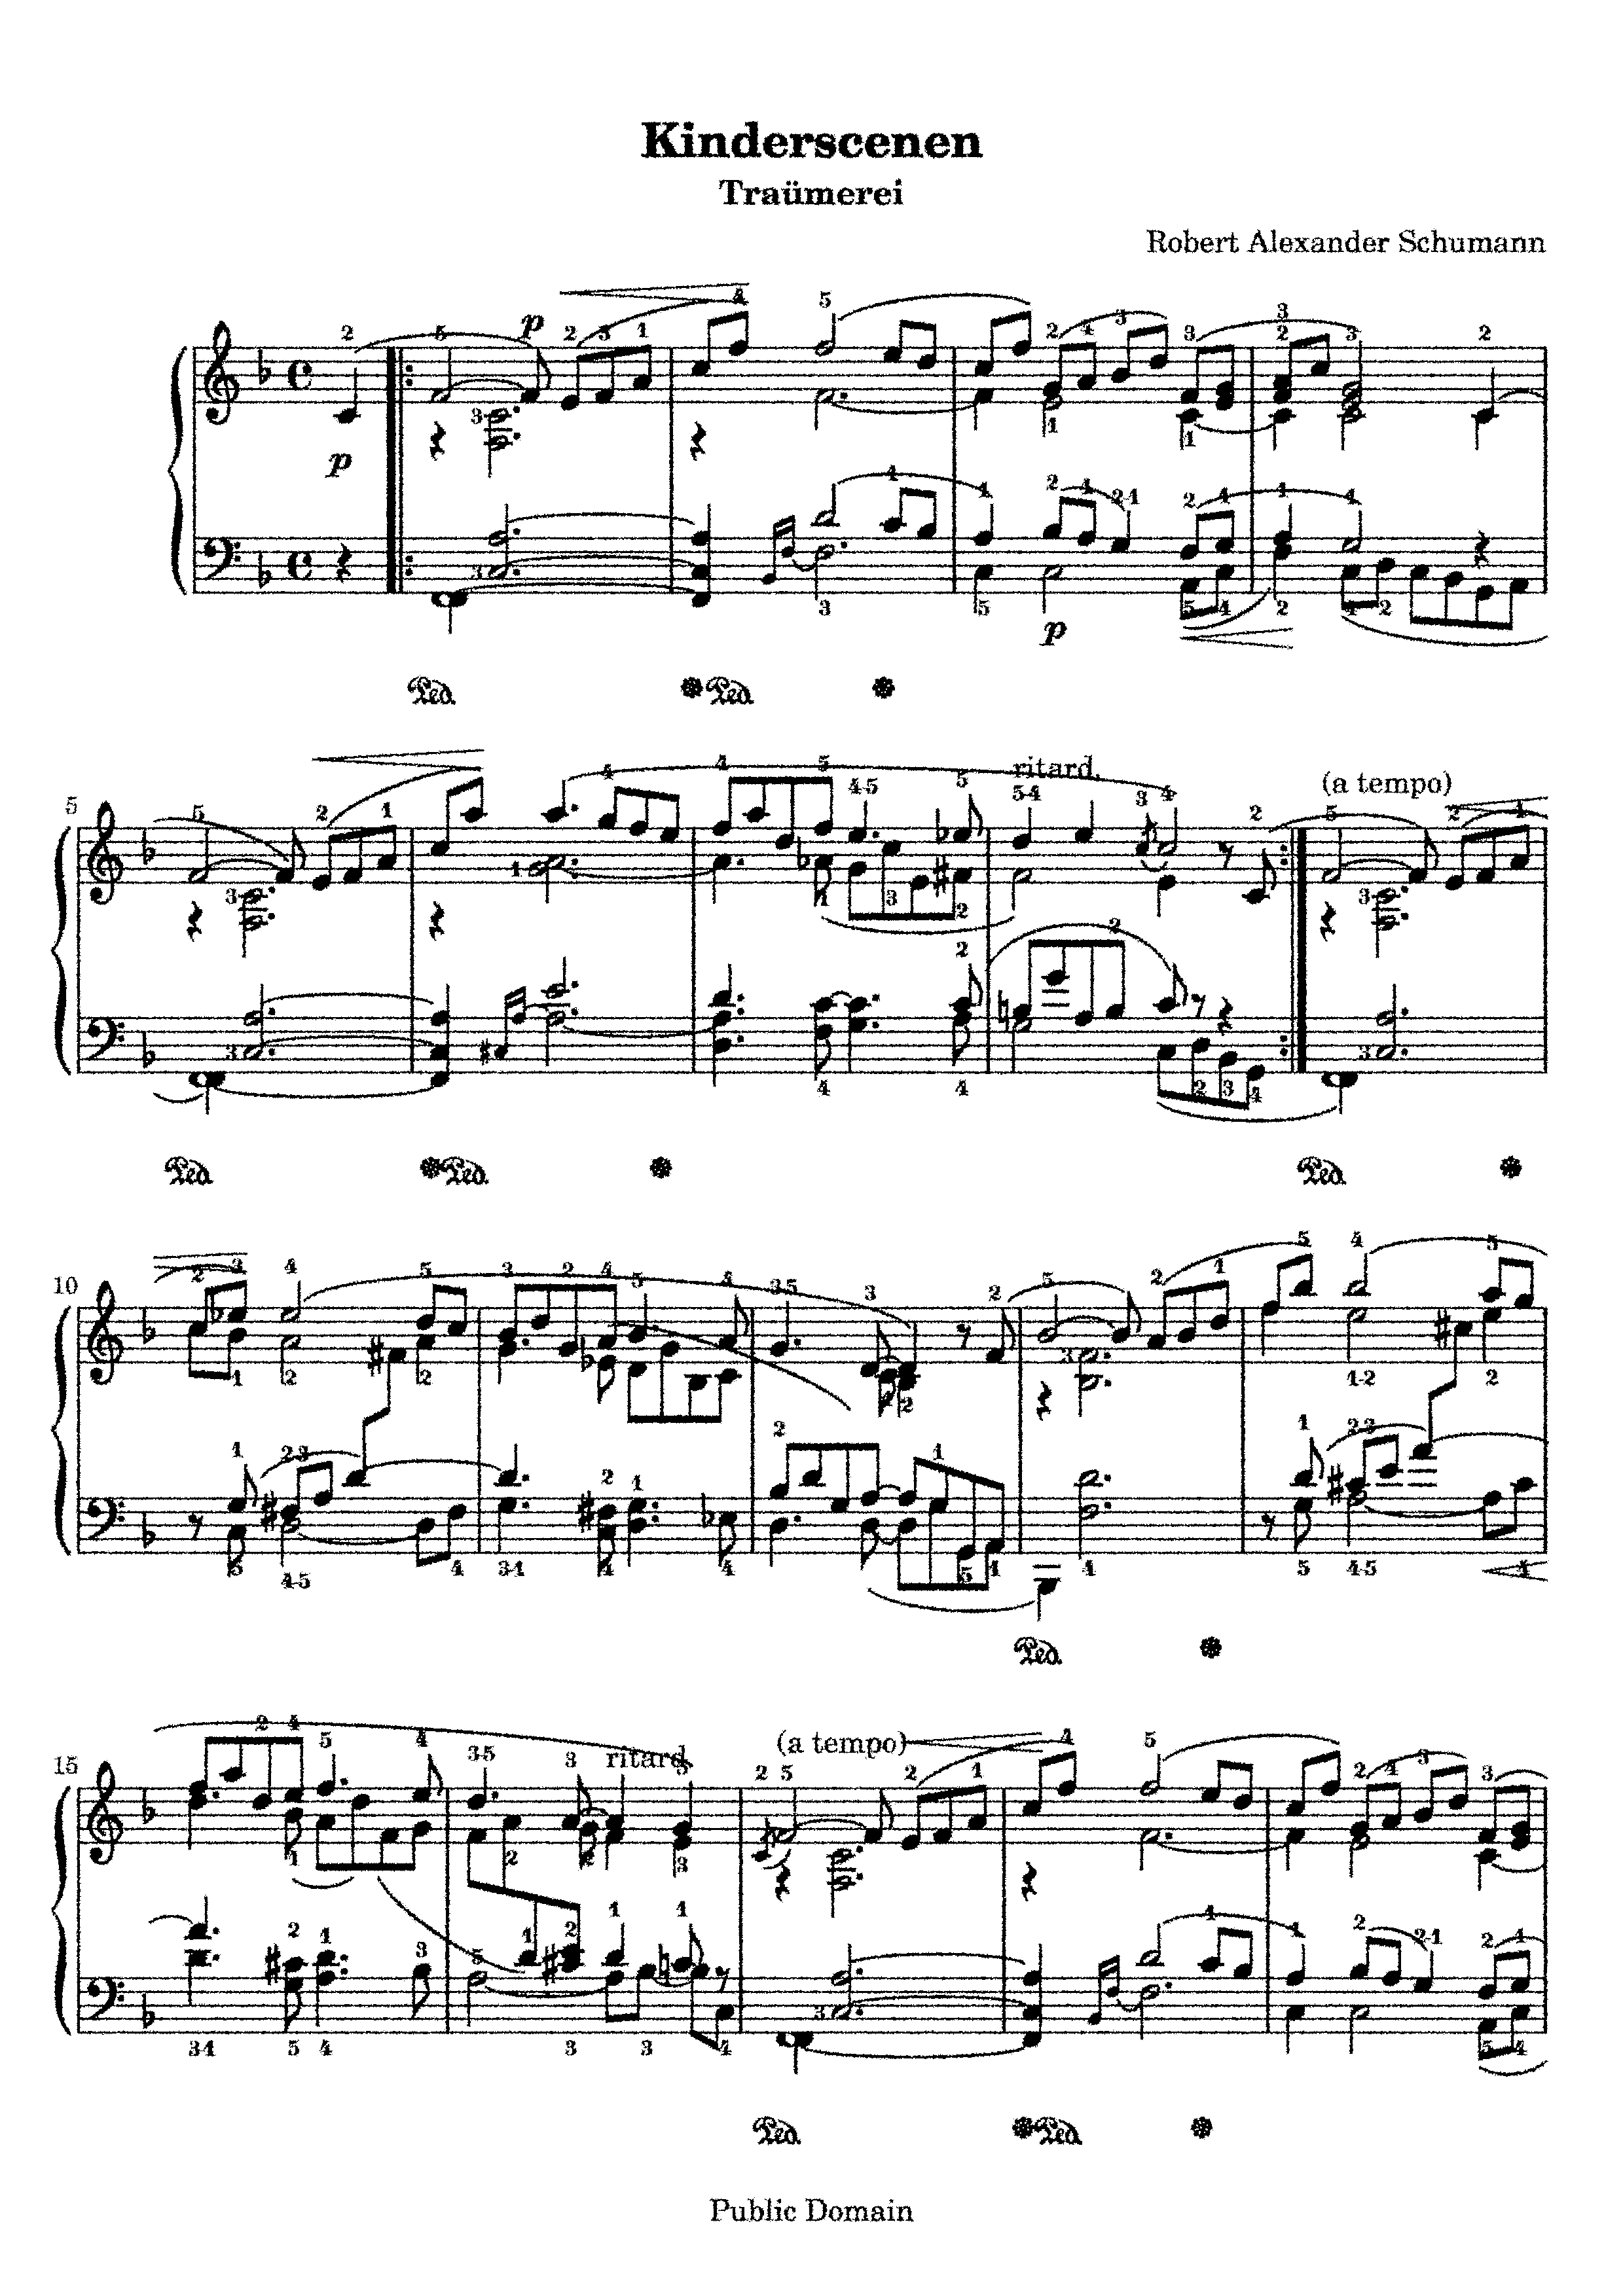 Kinderscenen
Traümerei
Robert Alexander Schumann
p
p
p
5
ritard.
(a tempo)
10
15
ritard.
(a tempo)
Public Domain